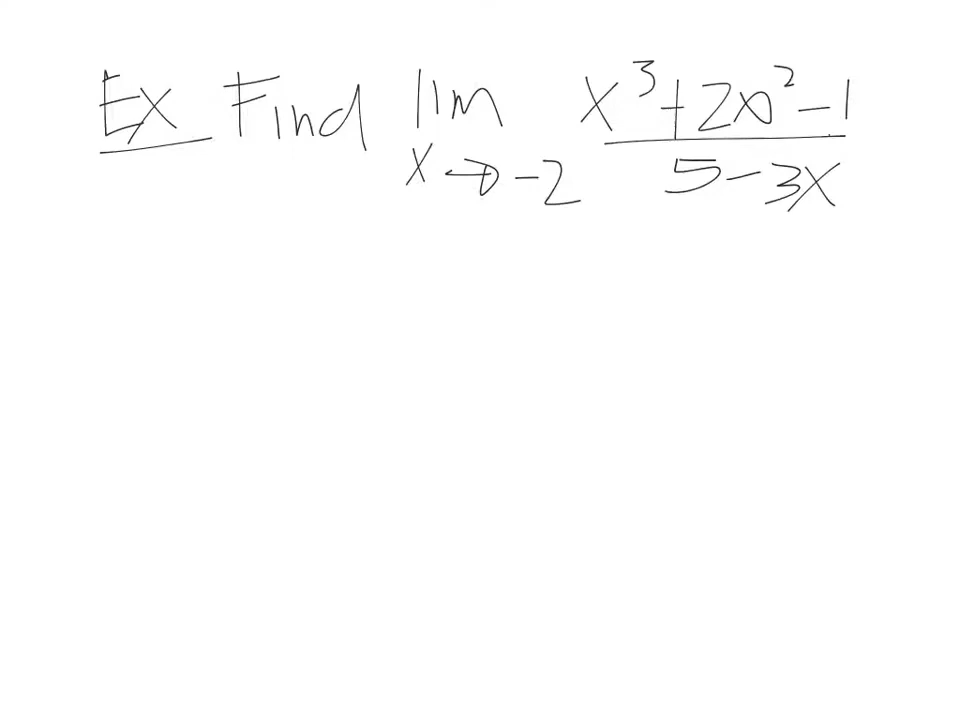 Ex Find lim x→-2 (x³+2x²-1)/(5-3x)